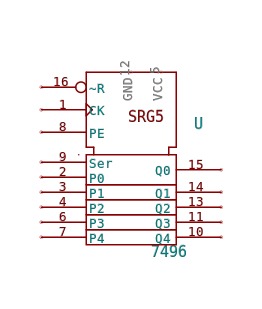 GND 12
VCC 5
16 ~R
1 CK
SRG5
U
8 PE
9 Ser
Q0 15
2 P0
3 P1 Q1 14
4 P2 Q2 13
6 P3 Q3 11
7 P4 Q4 10
7496